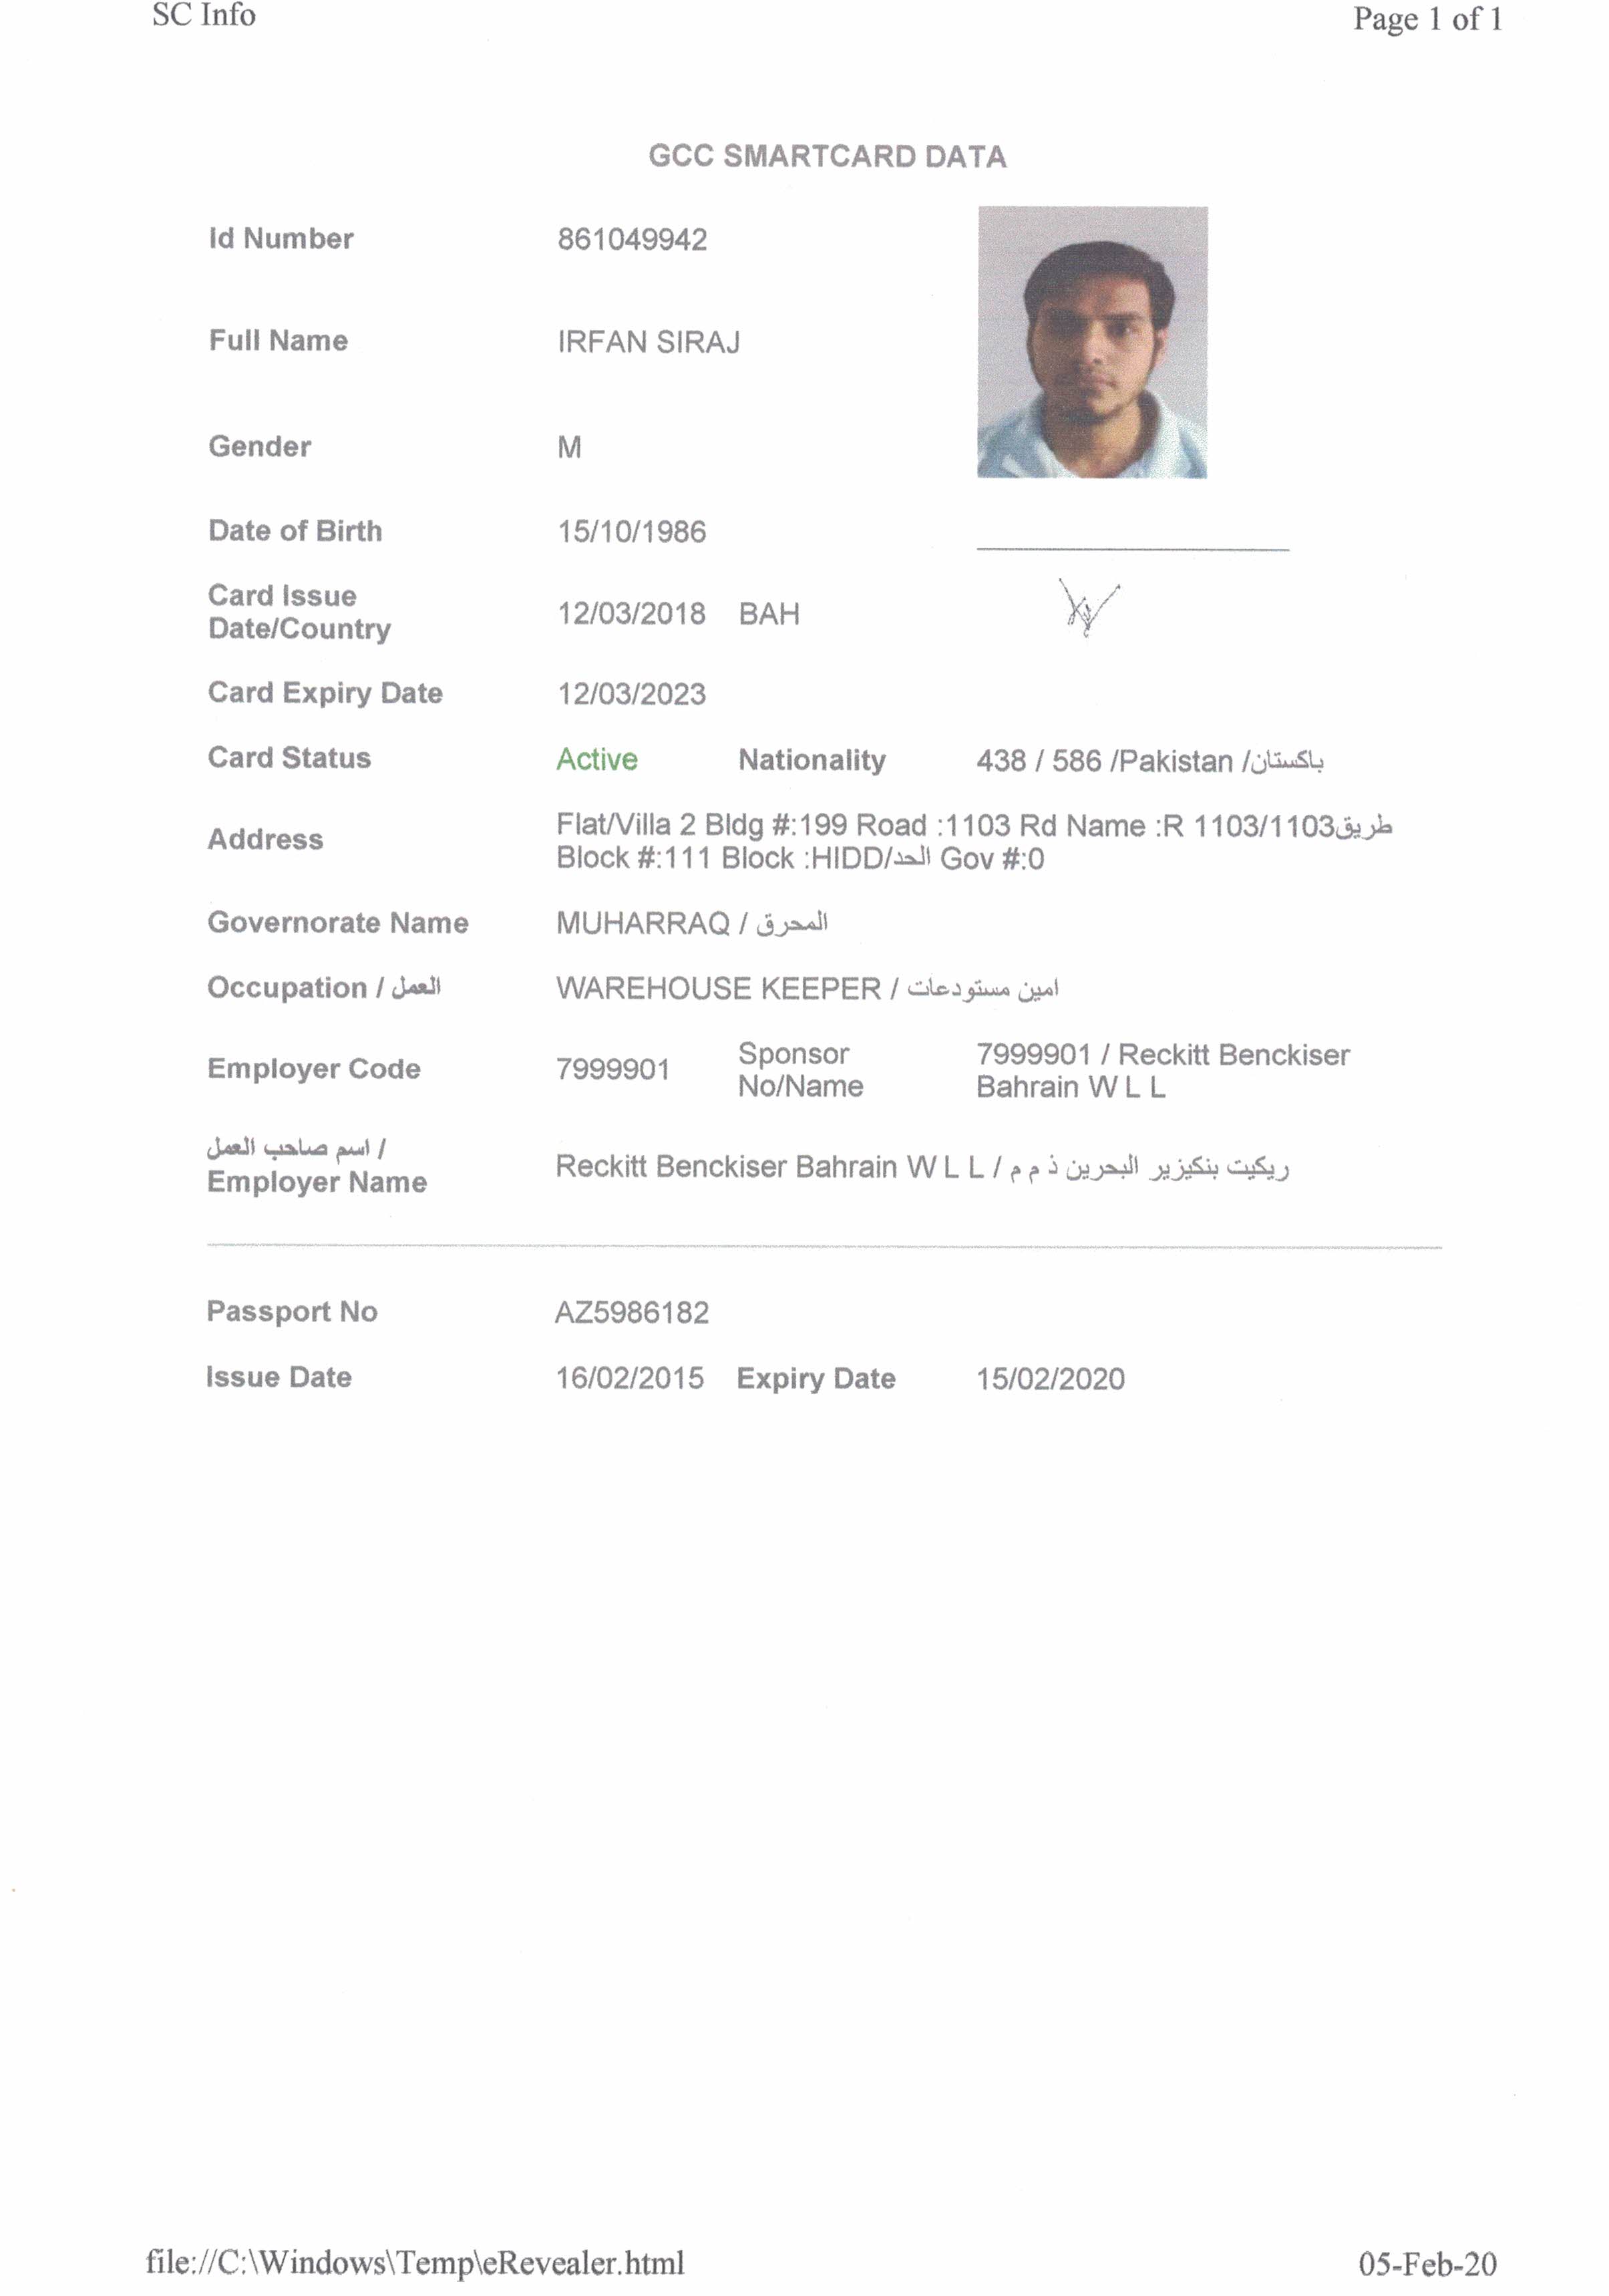 SC Info Page 1 of 1
GCC SMARTCARD DATA
Id Number 861049942
Full Name IRFAN SIRAJ
Gender M
Date of Birth 15/10/1986
Card Issue
Date/Country 12/03/2018 BAH
Card Expiry Date 12/03/2023
Card Status Active Nationality 438 / 586 /Pakistan /باكستان
Address Flat/Villa 2 Bldg #:199 Road :1103 Rd Name :R 1103/1103طريق
Block #:111 Block :HIDD/الحد Gov #:0
Governorate Name MUHARRAQ / المحرق
Occupation / العمل WAREHOUSE KEEPER / امين مستودعات
Employer Code 7999901 Sponsor No/Name 7999901 / Reckitt Benckiser
Bahrain W L L
اسم صاحب العمل /
Employer Name Reckitt Benckiser Bahrain W L L / ريكيت بنكيزير البحرين ذ م م
Passport No AZ5986182
Issue Date 16/02/2015 Expiry Date 15/02/2020
file://C:\Windows\Temp\eRevealer.html 05-Feb-20